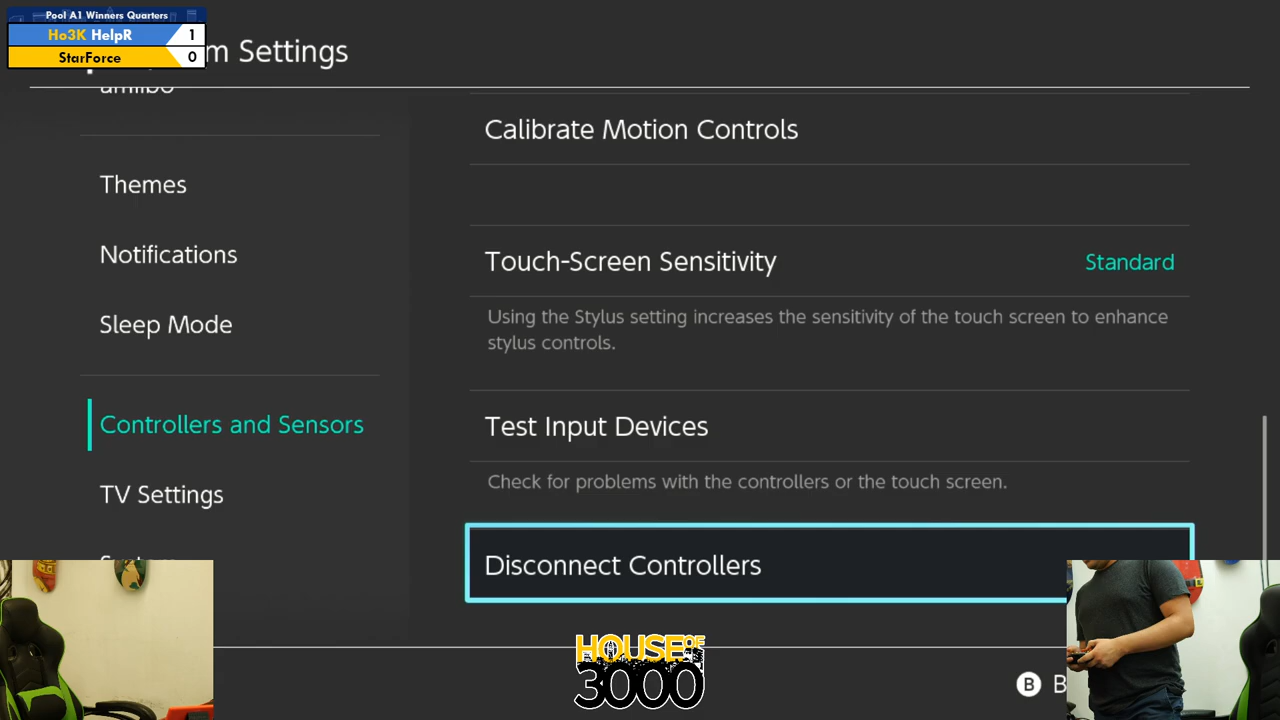 Pool A1 Winners Quarters
Ho3K HelpR 1
StarForce 0
m Settings
amiibo
Themes
Notifications
Sleep Mode
Controllers and Sensors
TV Settings
System
Calibrate Motion Controls
Touch-Screen Sensitivity Standard
Using the Stylus setting increases the sensitivity of the touch screen to enhance
stylus controls.
Test Input Devices
Check for problems with the controllers or the touch screen.
Disconnect Controllers
HOUSE OF
3000
B B